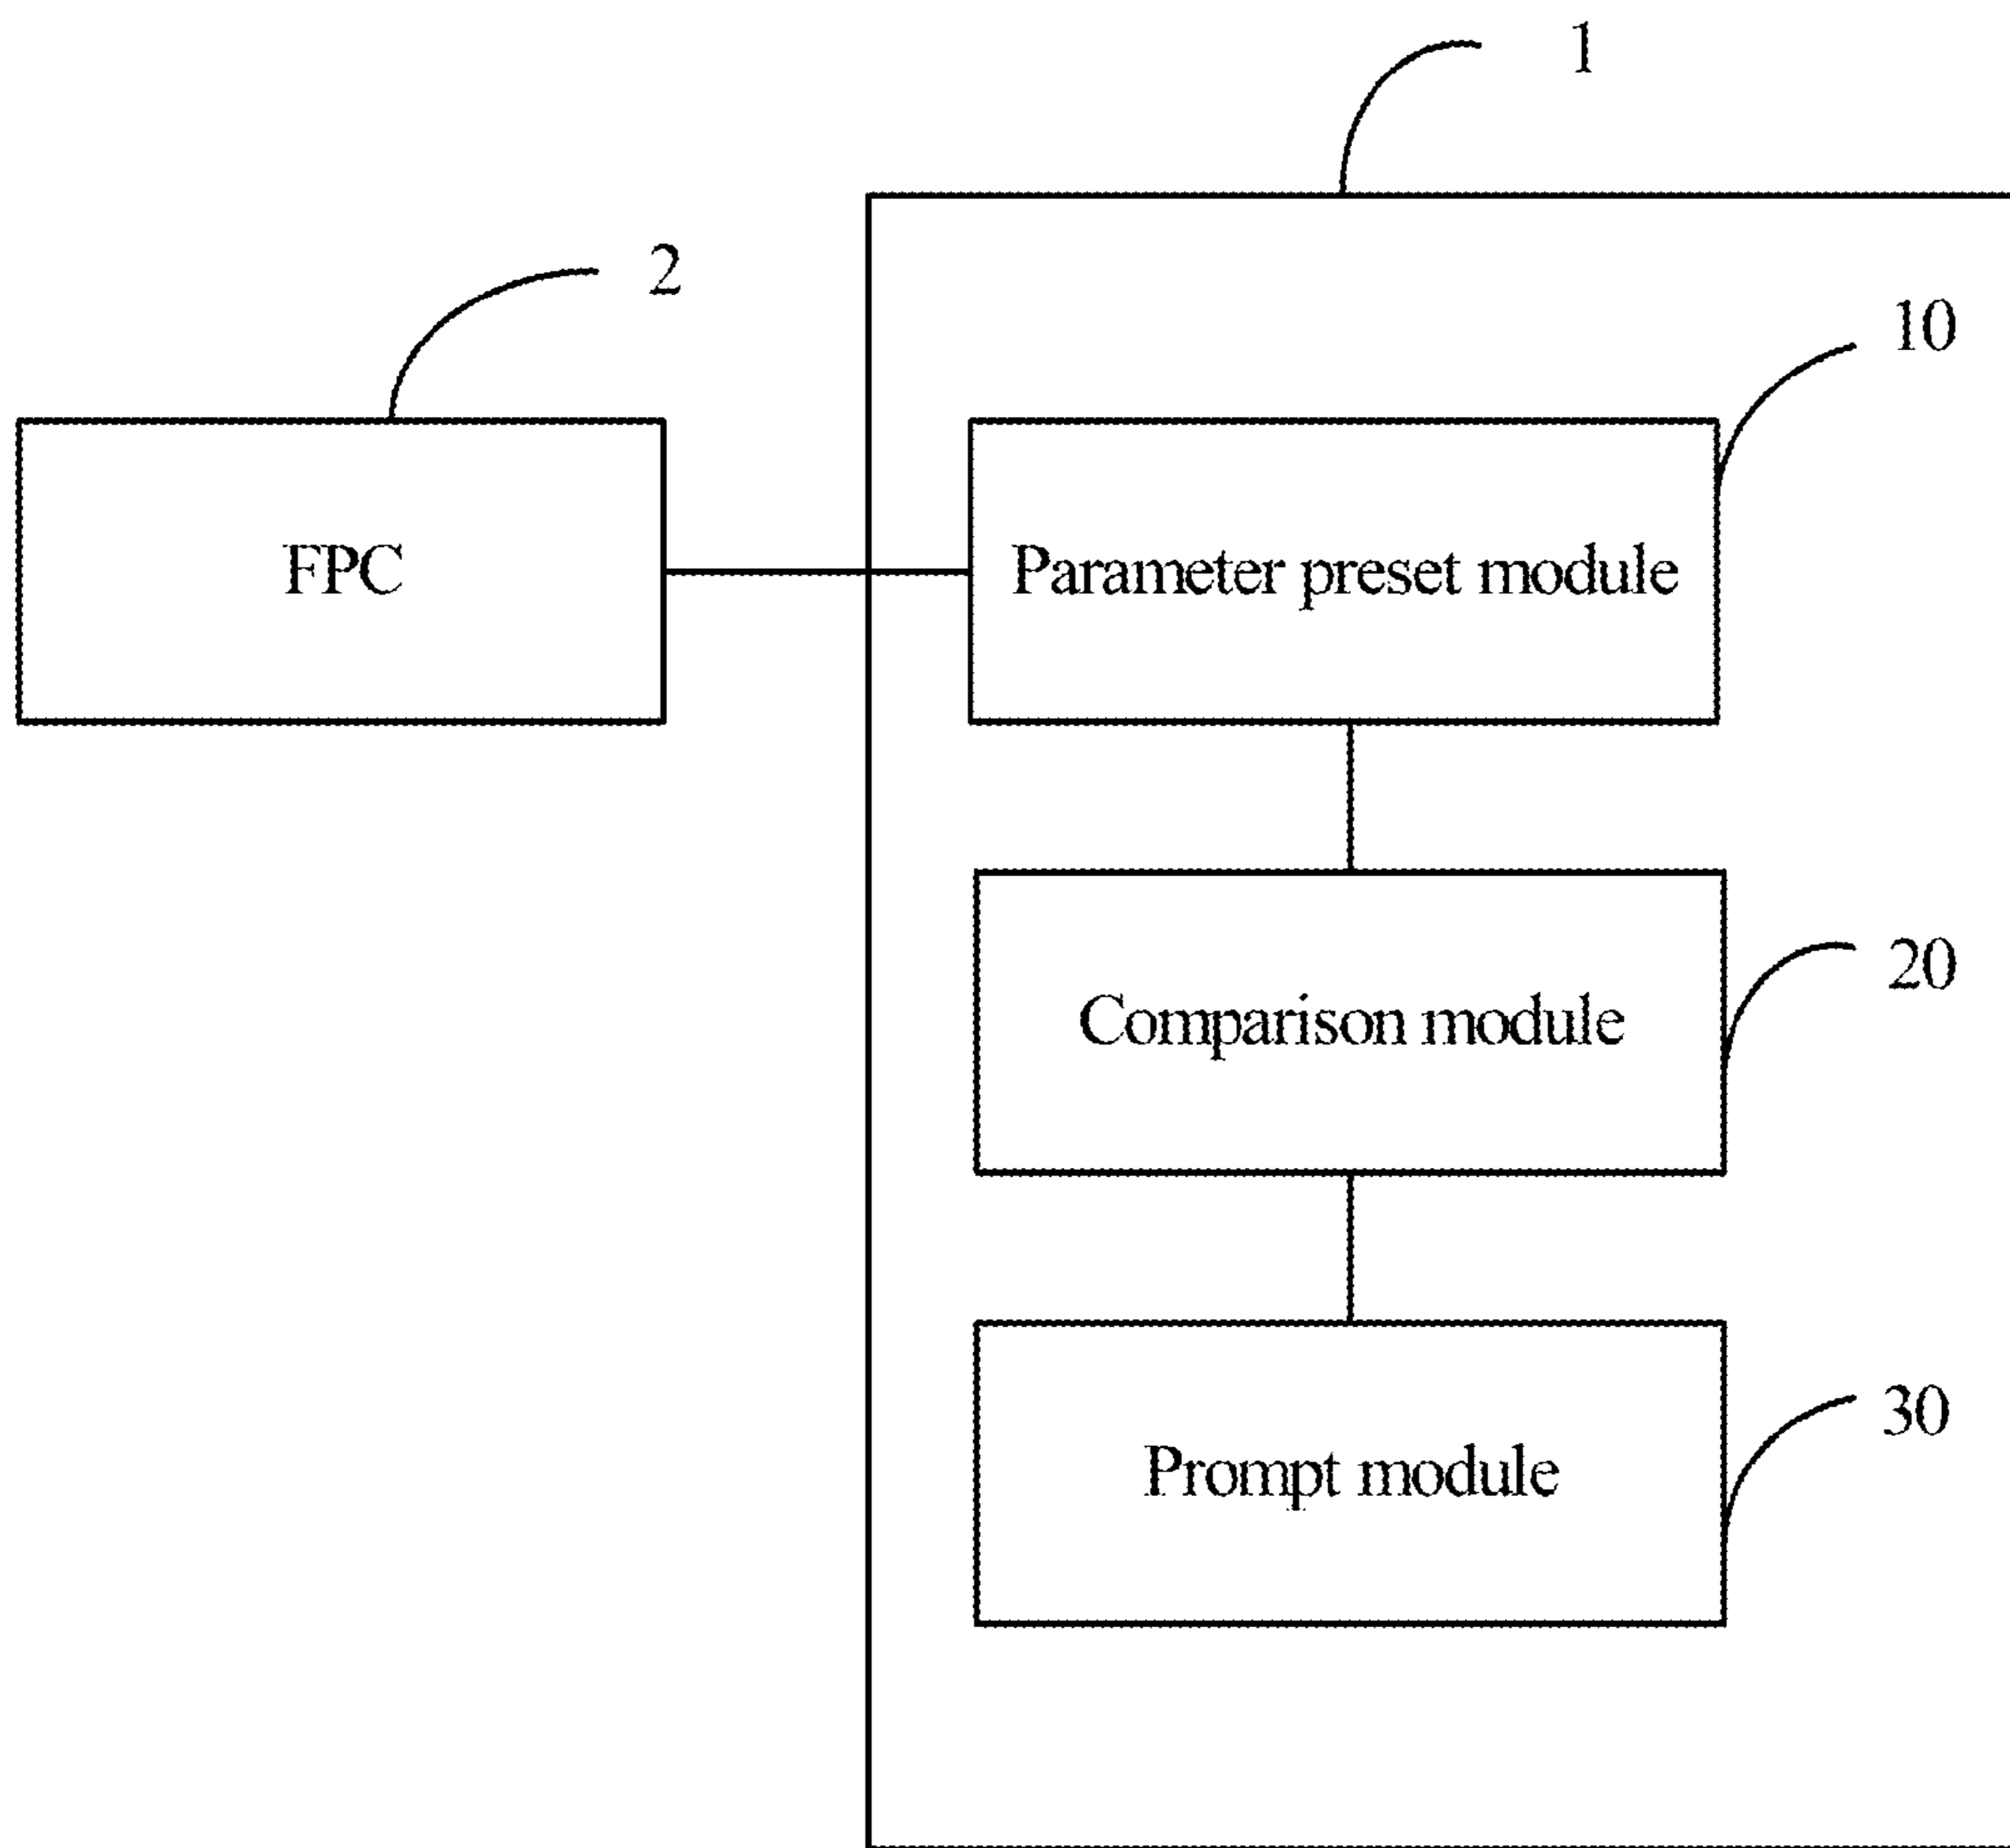 1
2
10
FPC
Parameter preset module
20
Comparison module
30
Prompt module